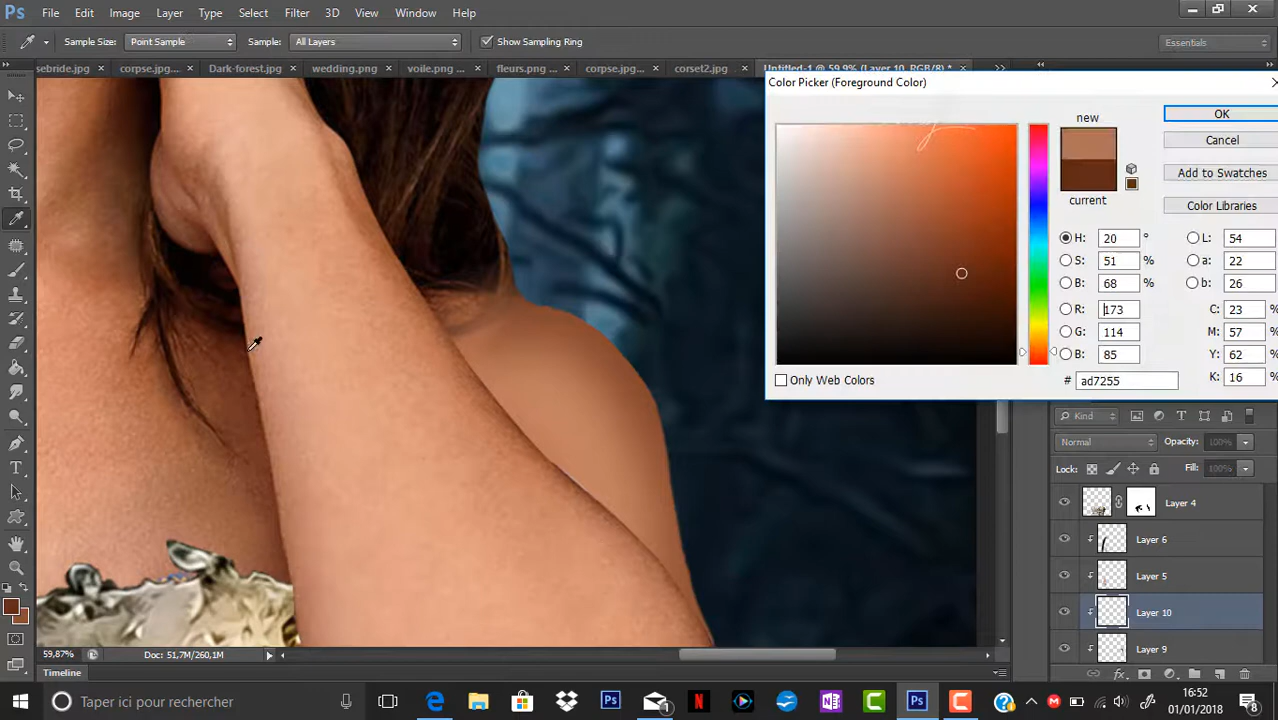 Ps File Edit Image Layer Type Select Filter 3D View Window Help
Sample Size: Point Sample Sample: All Layers Show Sampling Ring Essentials
sebride.jpg × corpse.jpg... × Dark-forest.jpg × wedding.png × voile.png ... × fleurs.png ... × corpse.jpg... × corset2.jpg × Untitled-1 @ 59,9% (Layer 10, RGB/8) * ×
Color Picker (Foreground Color)
new
OK
Cancel
Add to Swatches
current
Color Libraries
H: 20 ° L: 54
S: 51 % a: 22
B: 68 % b: 26
R: 173 C: 23 %
G: 114 M: 57 %
B: 85 Y: 62 %
# ad7255 K: 16 %
Only Web Colors
Kind
Normal Opacity: 100%
Lock: Fill: 100%
Layer 4
Layer 6
Layer 5
Layer 10
Layer 9
59,87% Doc: 51,7M/260,1M
Timeline
Taper ici pour rechercher
16:52
01/01/2018